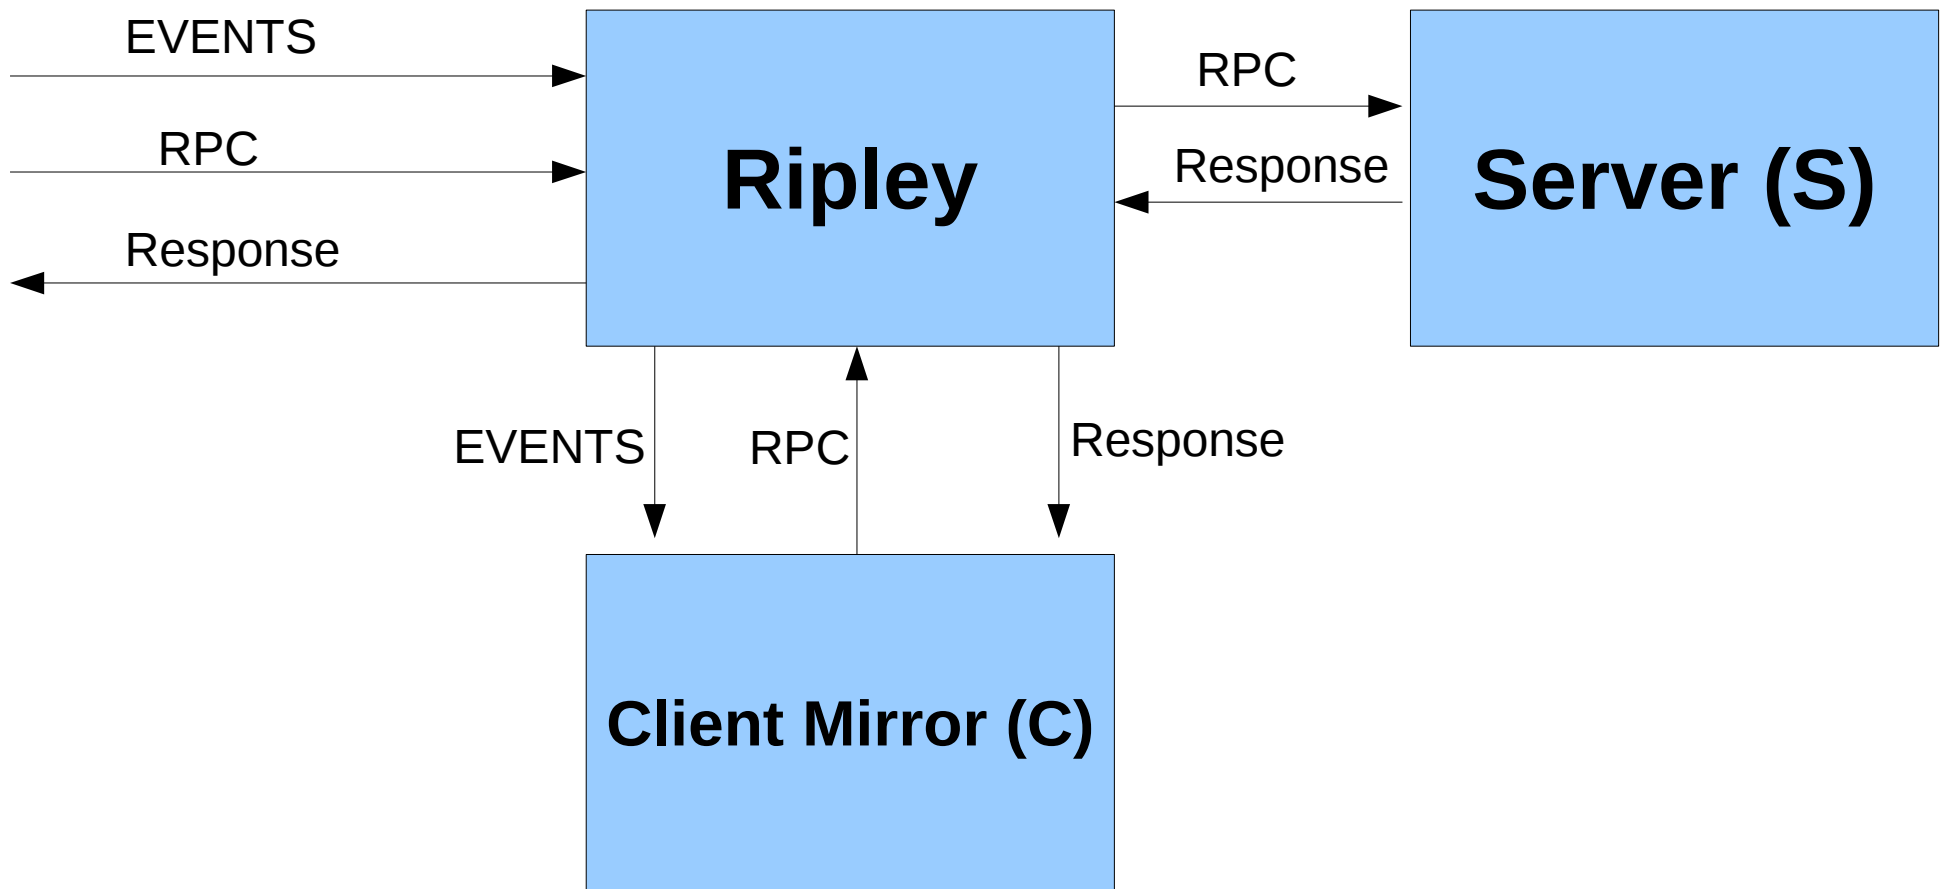 EVENTS
RPC
Response
Ripley
RPC
Response
Server (S)
EVENTS
RPC
Response
Client Mirror (C)